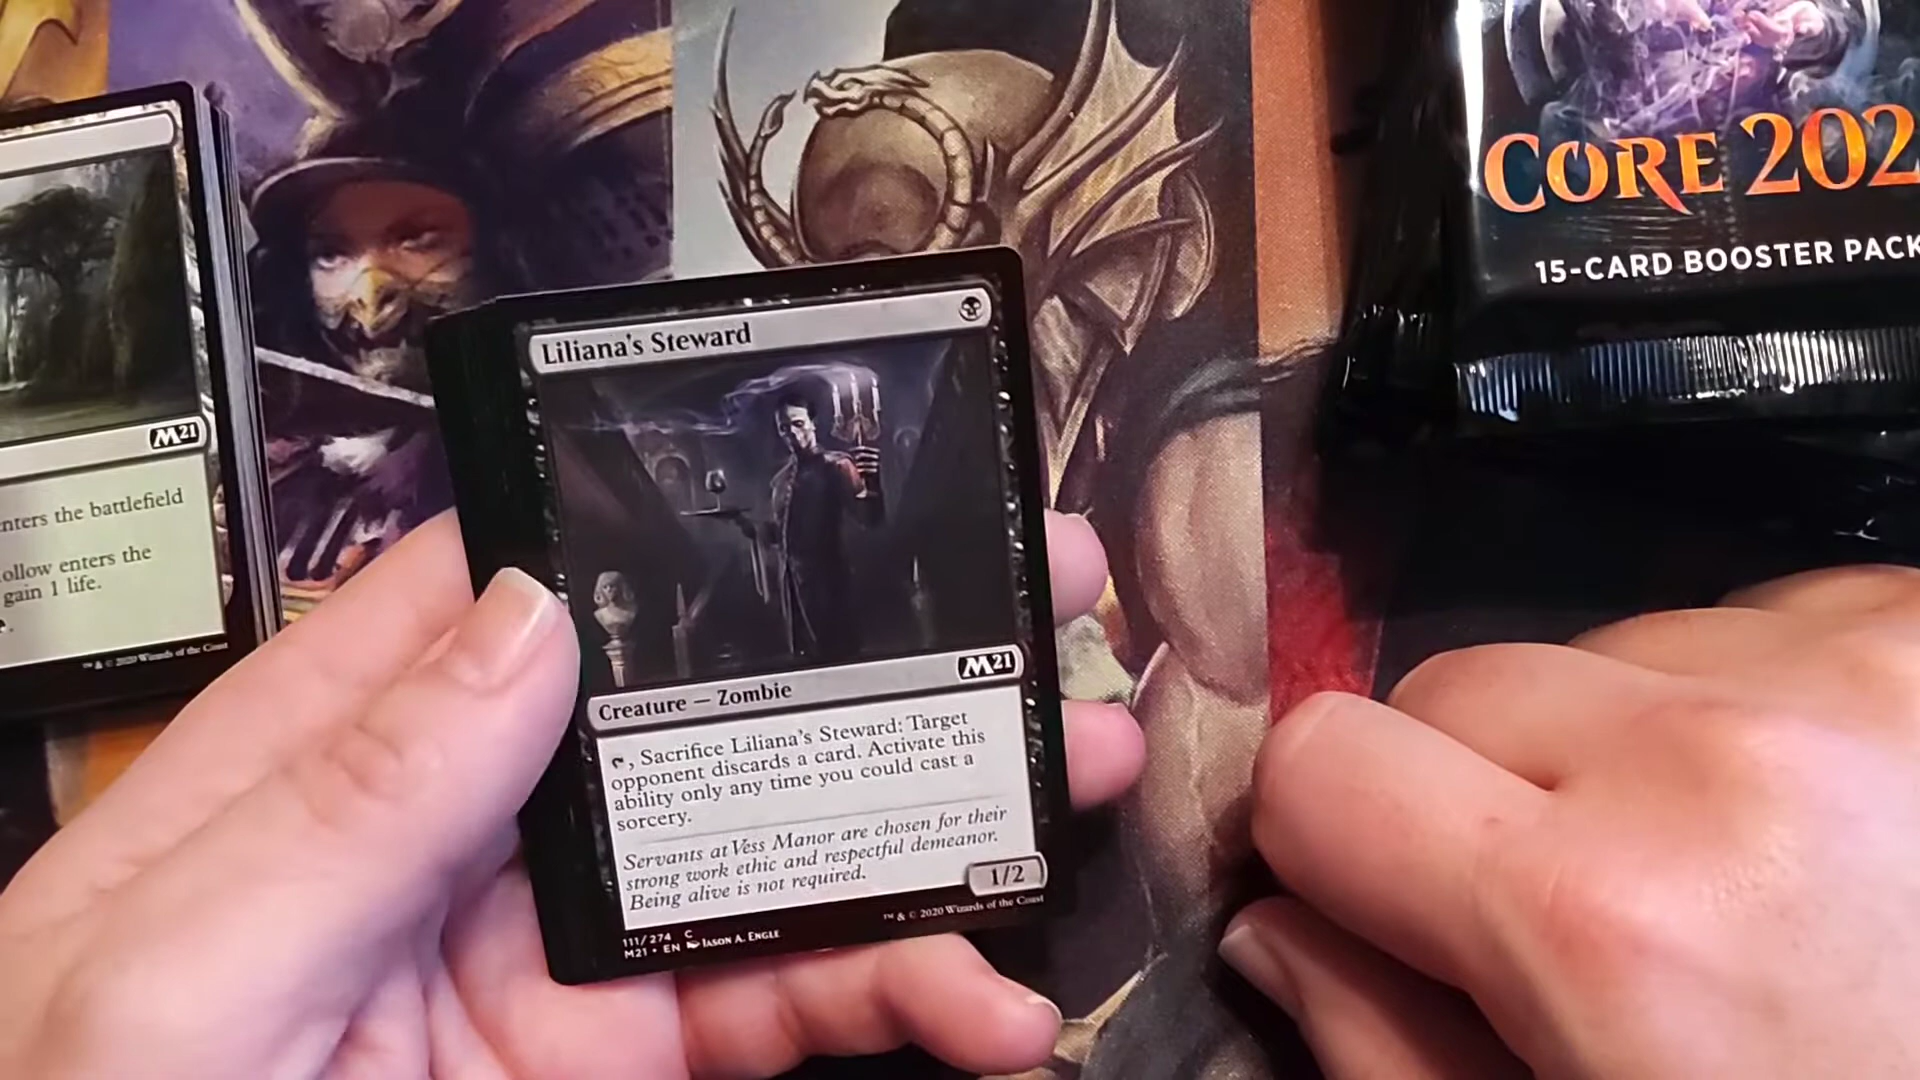 CORE 202
15-CARD BOOSTER PACK
M21
nters the battlefield
ollow enters the
gain 1 life.
™ & © 2020 Wizards of the Coast
Liliana's Steward
M21
Creature — Zombie
, Sacrifice Liliana's Steward: Target
opponent discards a card. Activate this
ability only any time you could cast a
sorcery.
Servants at Vess Manor are chosen for their
strong work ethic and respectful demeanor.
Being alive is not required.
1/2
™ & © 2020 Wizards of the Coast
111/274 C
M21 • EN Jason A. Engle